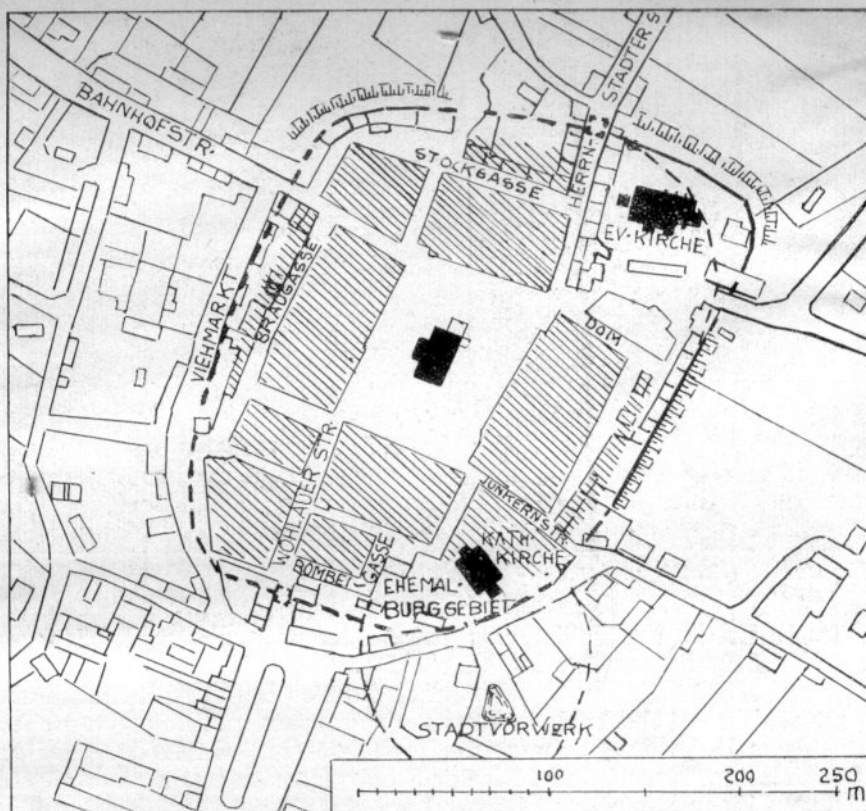 BAHNHOFSTR.
STADTER S
HERRN-
STOCKGASSE
EV-KIRCHE
VIEHMARKT
BRAUGASSE
DOM
WOHLAUER STR.
JUNKERNSTR.
KATH-
KIRCHE
BOMBEI
GASSE
EHEMAL-
BURGGEBIET
STADTVORWERK
100 200 250
m